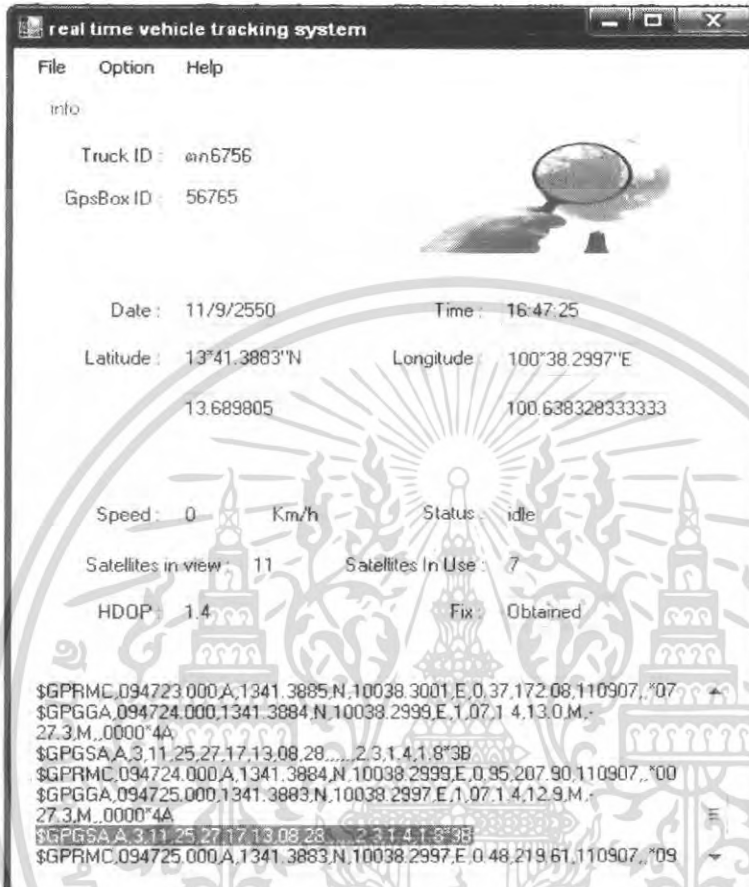 real time vehicle tracking system
File Option Help
info
Truck ID : ตก6756
GpsBox ID : 56765
Date : 11/9/2550 Time : 16:47:25
Latitude : 13°41.3883"N Longitude : 100°38.2997"E
13.689805 100.638328333333
Speed : 0 Km/h Status : idle
Satellites in view : 11 Satellites In Use : 7
HDOP : 1.4 Fix : Obtained
$GPRMC,094723.000,A,1341.3885,N,10038.3001,E,0.37,172.08,110907,,*07
$GPGGA,094724.000,1341.3884,N,10038.2999,E,1,07,1.4,13.0,M,-
27.3,M,,0000*4A
$GPGSA,A,3,11,25,27,17,13,08,28,,,,,,2.3,1.4,1.8*3B
$GPRMC,094724.000,A,1341.3884,N,10038.2999,E,0.95,207.90,110907,,*00
$GPGGA,094725.000,1341.3883,N,10038.2997,E,1,07,1.4,12.9,M,-
27.3,M,,0000*4A
$GPGSA,A,3,11,25,27,17,13,08,28,,,,,,2.3,1.4,1.8*3B
$GPRMC,094725.000,A,1341.3883,N,10038.2997,E,0.48,219.61,110907,,*09